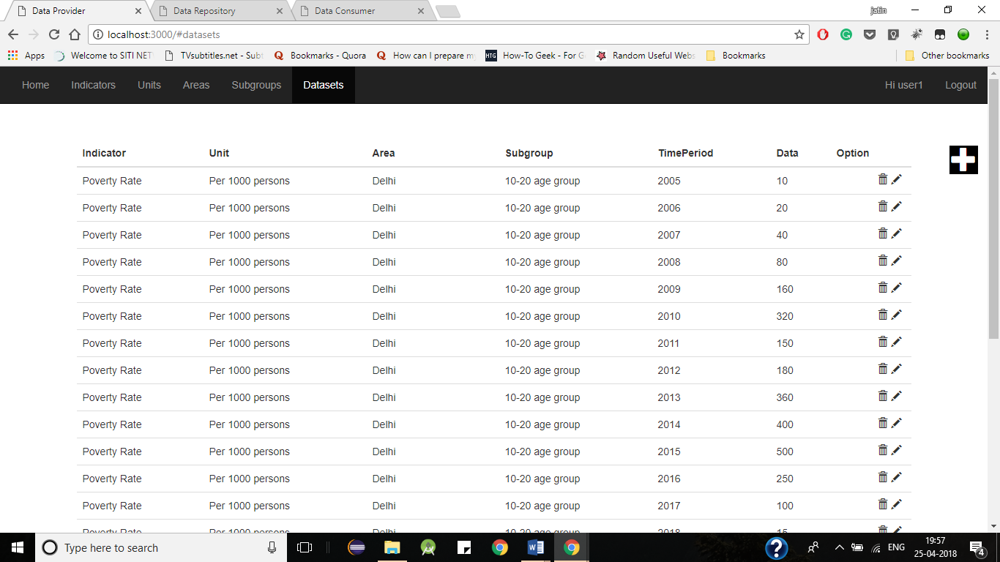 Data Provider Data Repository Data Consumer jatin
localhost:3000/#datasets
Apps Welcome to SITI NET TVsubtitles.net - Subt Bookmarks - Quora How can I prepare m HTG How-To Geek - For G Random Useful Webs Bookmarks Other bookmarks
Home Indicators Units Areas Subgroups Datasets Hi user1 Logout
Indicator Unit Area Subgroup TimePeriod Data Option
Poverty Rate Per 1000 persons Delhi 10-20 age group 2005 10
Poverty Rate Per 1000 persons Delhi 10-20 age group 2006 20
Poverty Rate Per 1000 persons Delhi 10-20 age group 2007 40
Poverty Rate Per 1000 persons Delhi 10-20 age group 2008 80
Poverty Rate Per 1000 persons Delhi 10-20 age group 2009 160
Poverty Rate Per 1000 persons Delhi 10-20 age group 2010 320
Poverty Rate Per 1000 persons Delhi 10-20 age group 2011 150
Poverty Rate Per 1000 persons Delhi 10-20 age group 2012 180
Poverty Rate Per 1000 persons Delhi 10-20 age group 2013 360
Poverty Rate Per 1000 persons Delhi 10-20 age group 2014 400
Poverty Rate Per 1000 persons Delhi 10-20 age group 2015 500
Poverty Rate Per 1000 persons Delhi 10-20 age group 2016 250
Poverty Rate Per 1000 persons Delhi 10-20 age group 2017 100
Poverty Rate Per 1000 persons Delhi 10-20 age group 2018 15
Type here to search ENG 19:57
25-04-2018 4